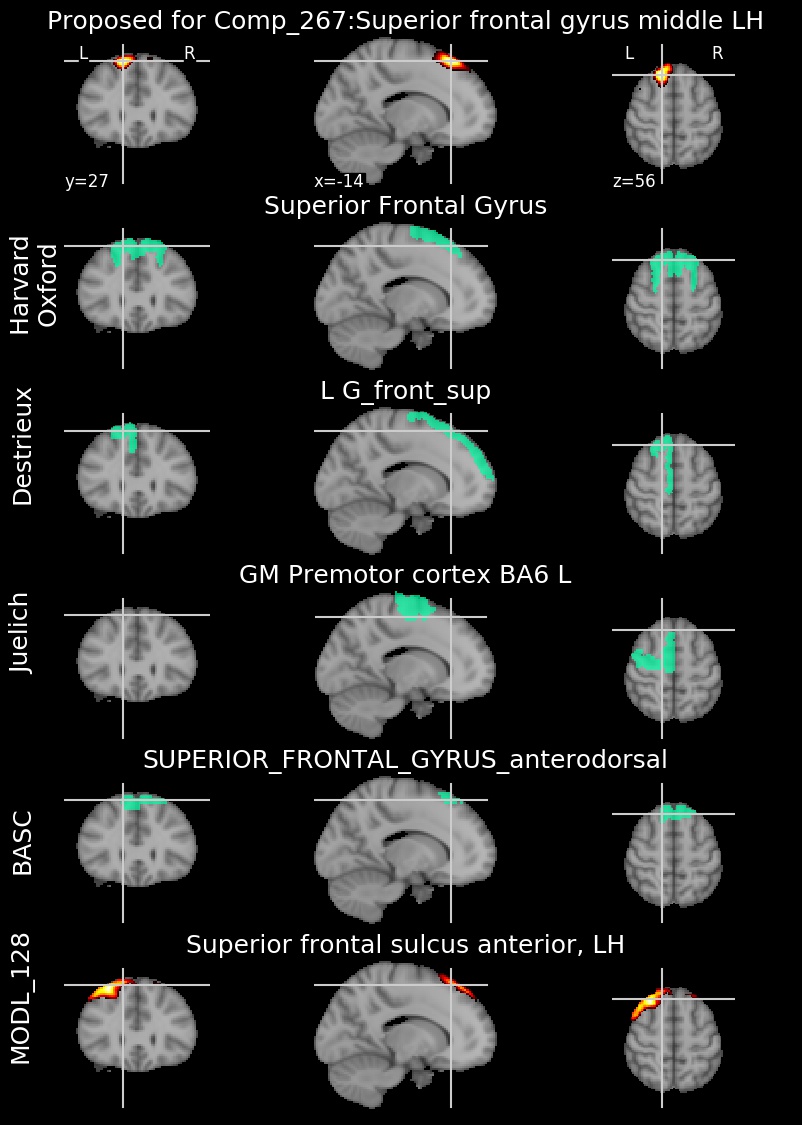 Proposed for Comp_267:Superior frontal gyrus middle LH
L R
L R
y=27
x=-14
z=56
Superior Frontal Gyrus
Harvard
Oxford
L G_front_sup
Destrieux
GM Premotor cortex BA6 L
Juelich
SUPERIOR_FRONTAL_GYRUS_anterodorsal
BASC
Superior frontal sulcus anterior, LH
MODL_128